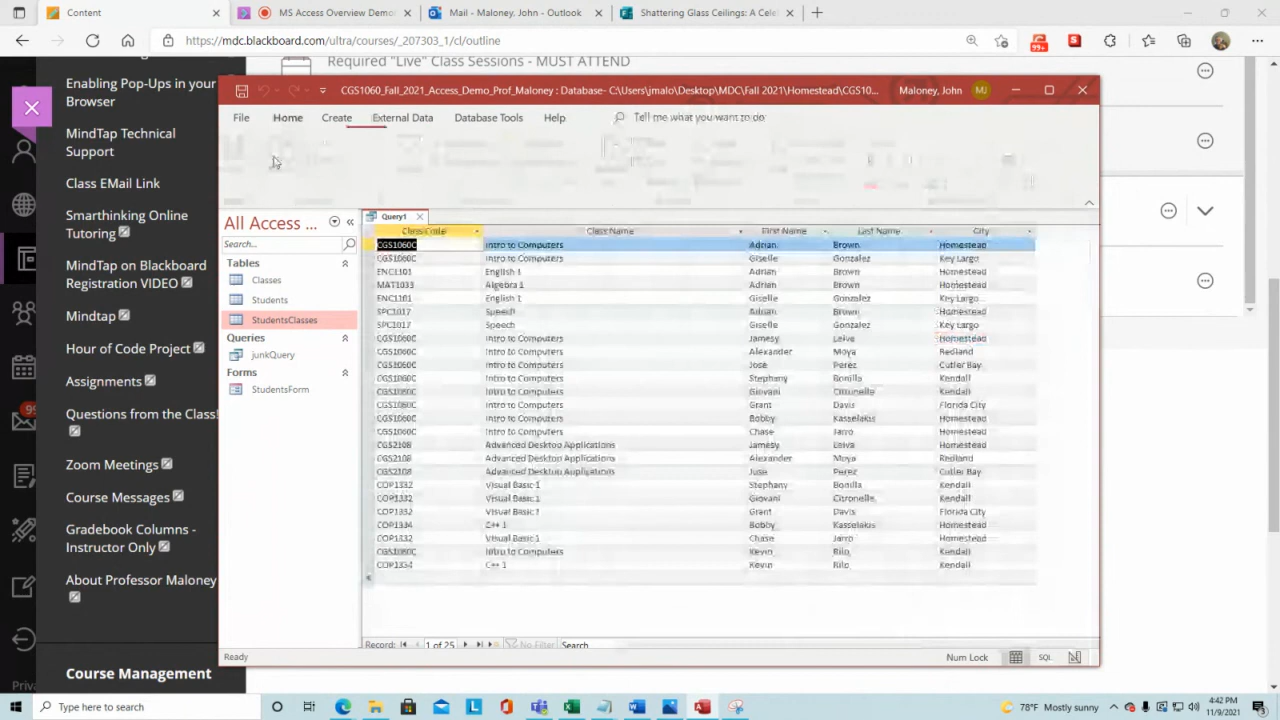 Content
MS Access Overview Demo
Mail - Maloney, John - Outlook
Shattering Glass Ceilings: A Cele
https://mdc.blackboard.com/ultra/courses/_207303_1/cl/outline
99+
Required "Live" Class Sessions - MUST ATTEND
Enabling Pop-Ups in your
Browser
MindTap Technical
Support
Class EMail Link
Smarthinking Online
Tutoring
MindTap on Blackboard
Registration VIDEO
Mindtap
Hour of Code Project
Assignments
Questions from the Class!
Zoom Meetings
Course Messages
Gradebook Columns -
Instructor Only
About Professor Maloney
Course Management
Priva
99
CGS1060_Fall_2021_Access_Demo_Prof_Maloney : Database- C:\Users\jmalo\Desktop\MDC\Fall 2021\Homestead\CGS10...
Maloney, John
MJ
File Home Create External Data Database Tools Help Tell me what you want to do
All Access ...
Search...
Tables
Classes
Students
StudentsClasses
Queries
junkQuery
Forms
StudentsForm
Query1
ClassCode Class Name First Name Last Name City
CGS1060C Intro to Computers Adrian Brown Homestead
CGS1060C Intro to Computers Giselle Gonzalez Key Largo
ENC1101 English 1 Adrian Brown Homestead
MAT1033 Algebra 1 Adrian Brown Homestead
ENC1101 English 1 Giselle Gonzalez Key Largo
SPC1017 Speech Adrian Brown Homestead
SPC1017 Speech Giselle Gonzalez Key Largo
CGS1060C Intro to Computers Jamesy Leiva Homestead
CGS1060C Intro to Computers Alexander Moya Redland
CGS1060C Intro to Computers Jose Perez Cutler Bay
CGS1060C Intro to Computers Stephany Bonilla Kendall
CGS1060C Intro to Computers Giovani Citronelle Kendall
CGS1060C Intro to Computers Grant Davis Florida City
CGS1060C Intro to Computers Bobby Kasselakis Homestead
CGS1060C Intro to Computers Chase Jarro Homestead
CGS2108 Advanced Desktop Applications Jamesy Leiva Homestead
CGS2108 Advanced Desktop Applications Alexander Moya Redland
CGS2108 Advanced Desktop Applications Jose Perez Cutler Bay
COP1332 Visual Basic 1 Stephany Bonilla Kendall
COP1332 Visual Basic 1 Giovani Citronelle Kendall
COP1332 Visual Basic 1 Grant Davis Florida City
COP1334 C++ 1 Bobby Kasselakis Homestead
COP1332 Visual Basic 1 Chase Jarro Homestead
CGS1060C Intro to Computers Kevin Rilo Kendall
COP1334 C++ 1 Kevin Rilo Kendall
Record: 1 of 25 No Filter Search
Ready
Num Lock
SQL
Type here to search
78°F Mostly sunny
4:42 PM
11/9/2021